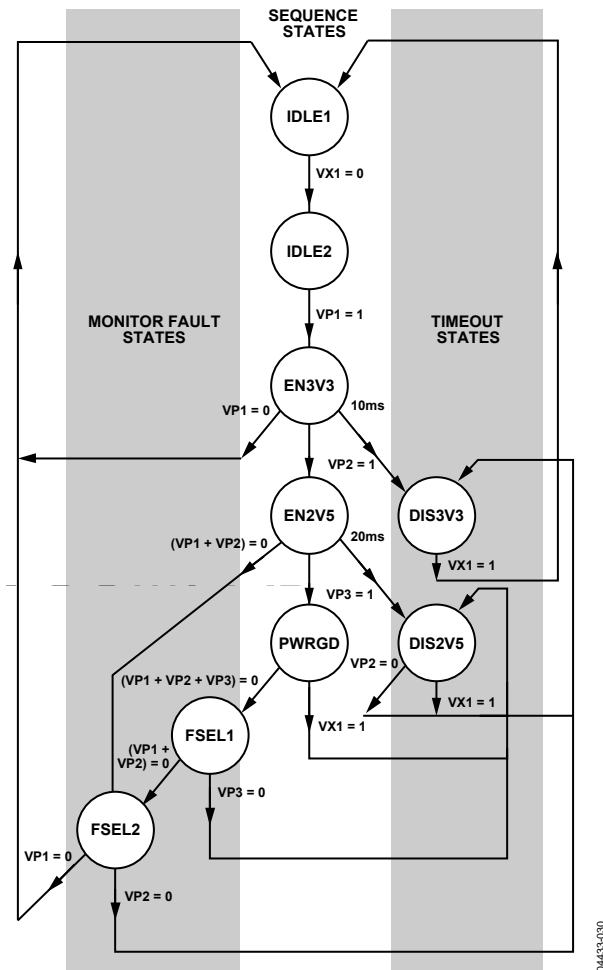 SEQUENCE
STATES
IDLE1
VX1 = 0
IDLE2
MONITOR FAULT
STATES
VP1 = 1
TIMEOUT
STATES
EN3V3
VP1 = 0
10ms
VP2 = 1
EN2V5
DIS3V3
(VP1 + VP2) = 0
20ms
VX1 = 1
VP3 = 1
PWRGD
DIS2V5
VP2 = 0
(VP1 + VP2 + VP3) = 0
VX1 = 1
VX1 = 1
FSEL1
(VP1 +
VP2) = 0
VP3 = 0
FSEL2
VP1 = 0
VP2 = 0
04433-030